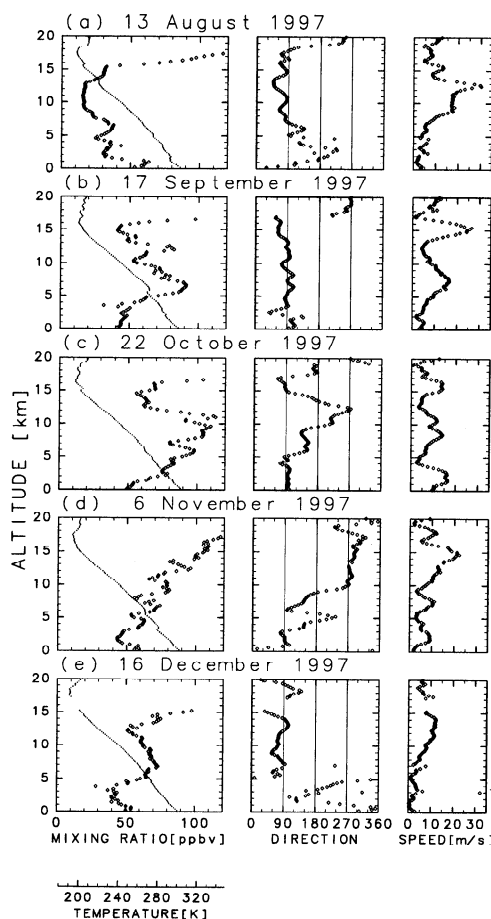 (a) 13 August 1997
20
15
10
5
0
(b) 17 September 1997
20
15
10
5
0
(c) 22 October 1997
20
15
10
5
0
(d) 6 November 1997
20
15
10
5
0
(e) 16 December 1997
20
15
10
5
0
ALTITUDE [km]
0 50 100
MIXING RATIO[ppbv]
0 90 180 270 360
DIRECTION
0 10 20 30
SPEED[m/s]
200 240 280 320
TEMPERATURE[K]